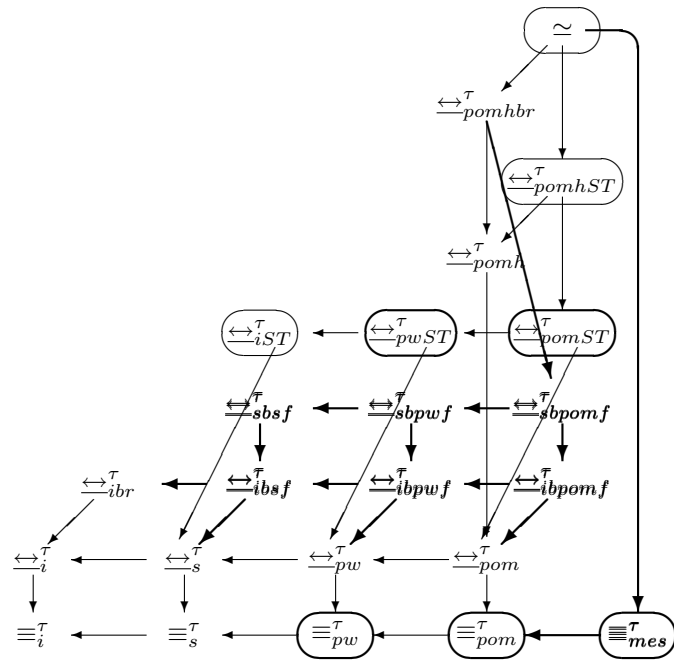 ≃
↔τpomhbr
↔τpomhST
↔τpomh
↔τiST ↔τpwST ↔τpomST
↔τsbsf ↔τsbpwf ↔τsbpomf
↔τibr ↔τibsf ↔τibpwf ↔τibpomf
↔τi ↔τs ↔τpw ↔τpom
≡τi ≡τs ≡τpw ≡τpom ≡τmes